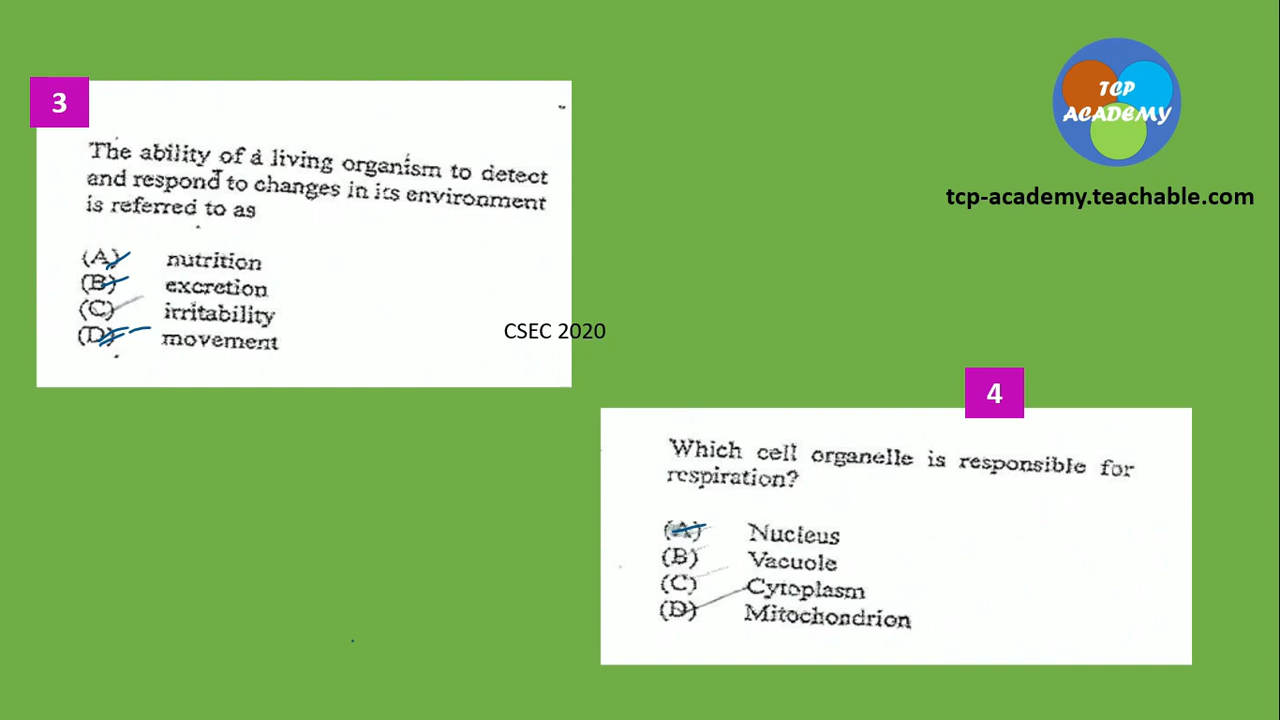 3
The ability of a living organism to detect
and respond to changes in its environment
is referred to as
(A) nutrition
(B) excretion
(C) irritability
(D) movement
CSEC 2020
TCP
ACADEMY
tcp-academy.teachable.com
4
Which cell organelle is responsible for
respiration?
(A) Nucleus
(B) Vacuole
(C) Cytoplasm
(D) Mitochondrion